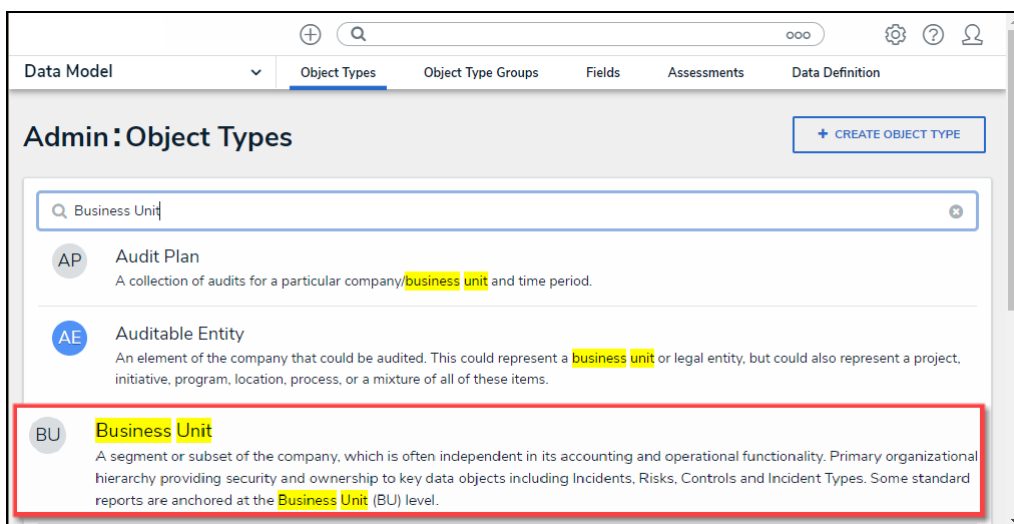 ooo
Data Model
Object Types
Object Type Groups
Fields
Assessments
Data Definition
Admin:Object Types
+ CREATE OBJECT TYPE
Business Unit
AP
Audit Plan
A collection of audits for a particular company/business unit and time period.
AE
Auditable Entity
An element of the company that could be audited. This could represent a business unit or legal entity, but could also represent a project,
initiative, program, location, process, or a mixture of all of these items.
BU
Business Unit
A segment or subset of the company, which is often independent in its accounting and operational functionality. Primary organizational
hierarchy providing security and ownership to key data objects including Incidents, Risks, Controls and Incident Types. Some standard
reports are anchored at the Business Unit (BU) level.